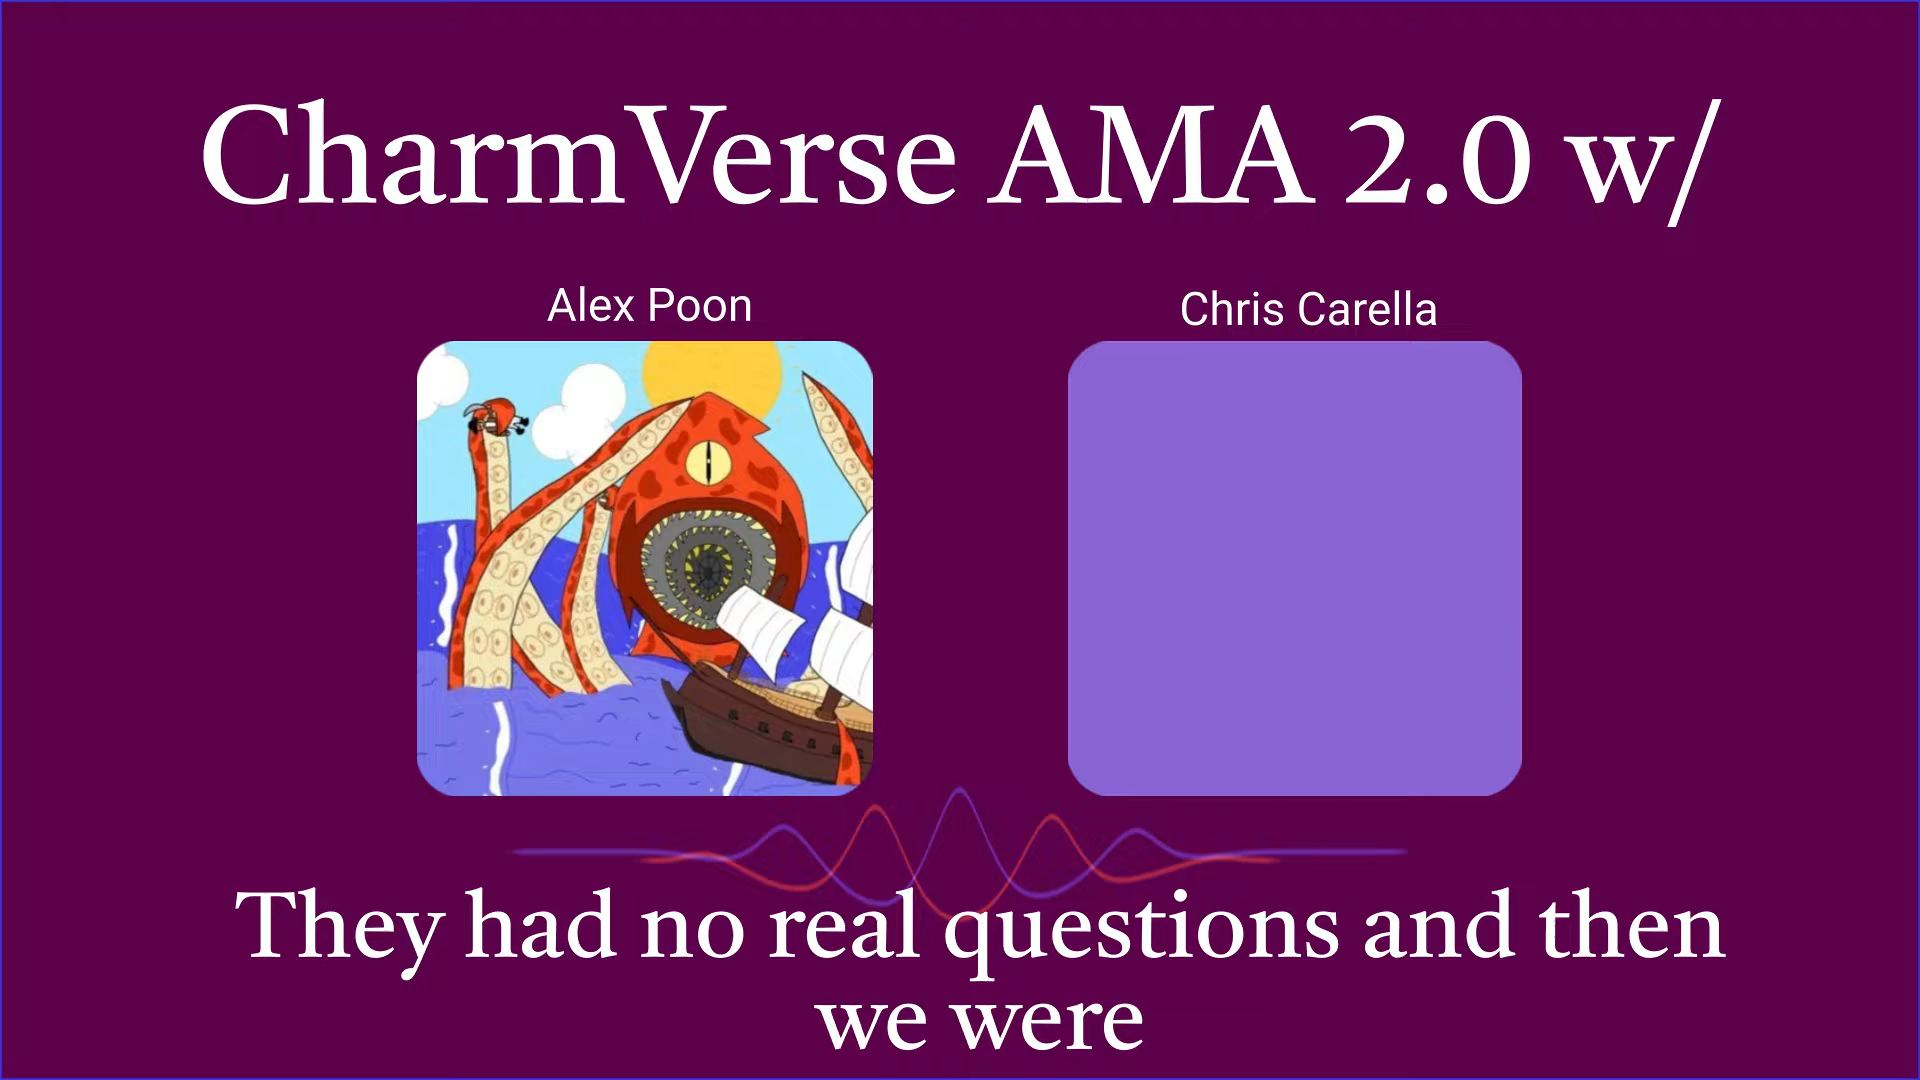 CharmVerse AMA 2.0 w/
Alex Poon
Chris Carella
They had no real questions and then
we were